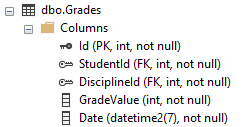 dbo.Grades
Columns
Id (PK, int, not null)
StudentId (FK, int, not null)
DisciplineId (FK, int, not null)
GradeValue (int, not null)
Date (datetime2(7), not null)